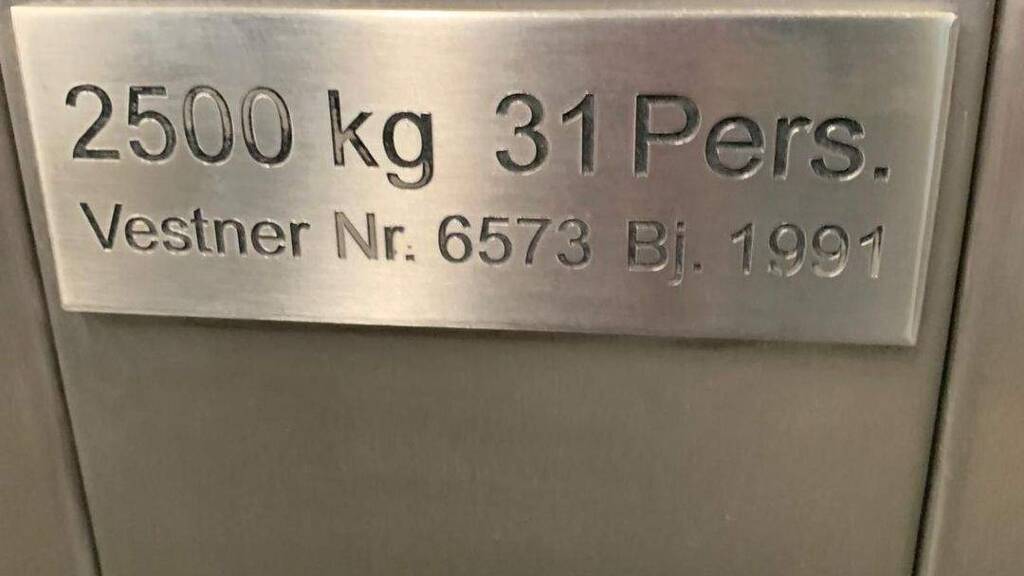 2500 kg 31 Pers.
Vestner Nr. 6573 Bj. 1991